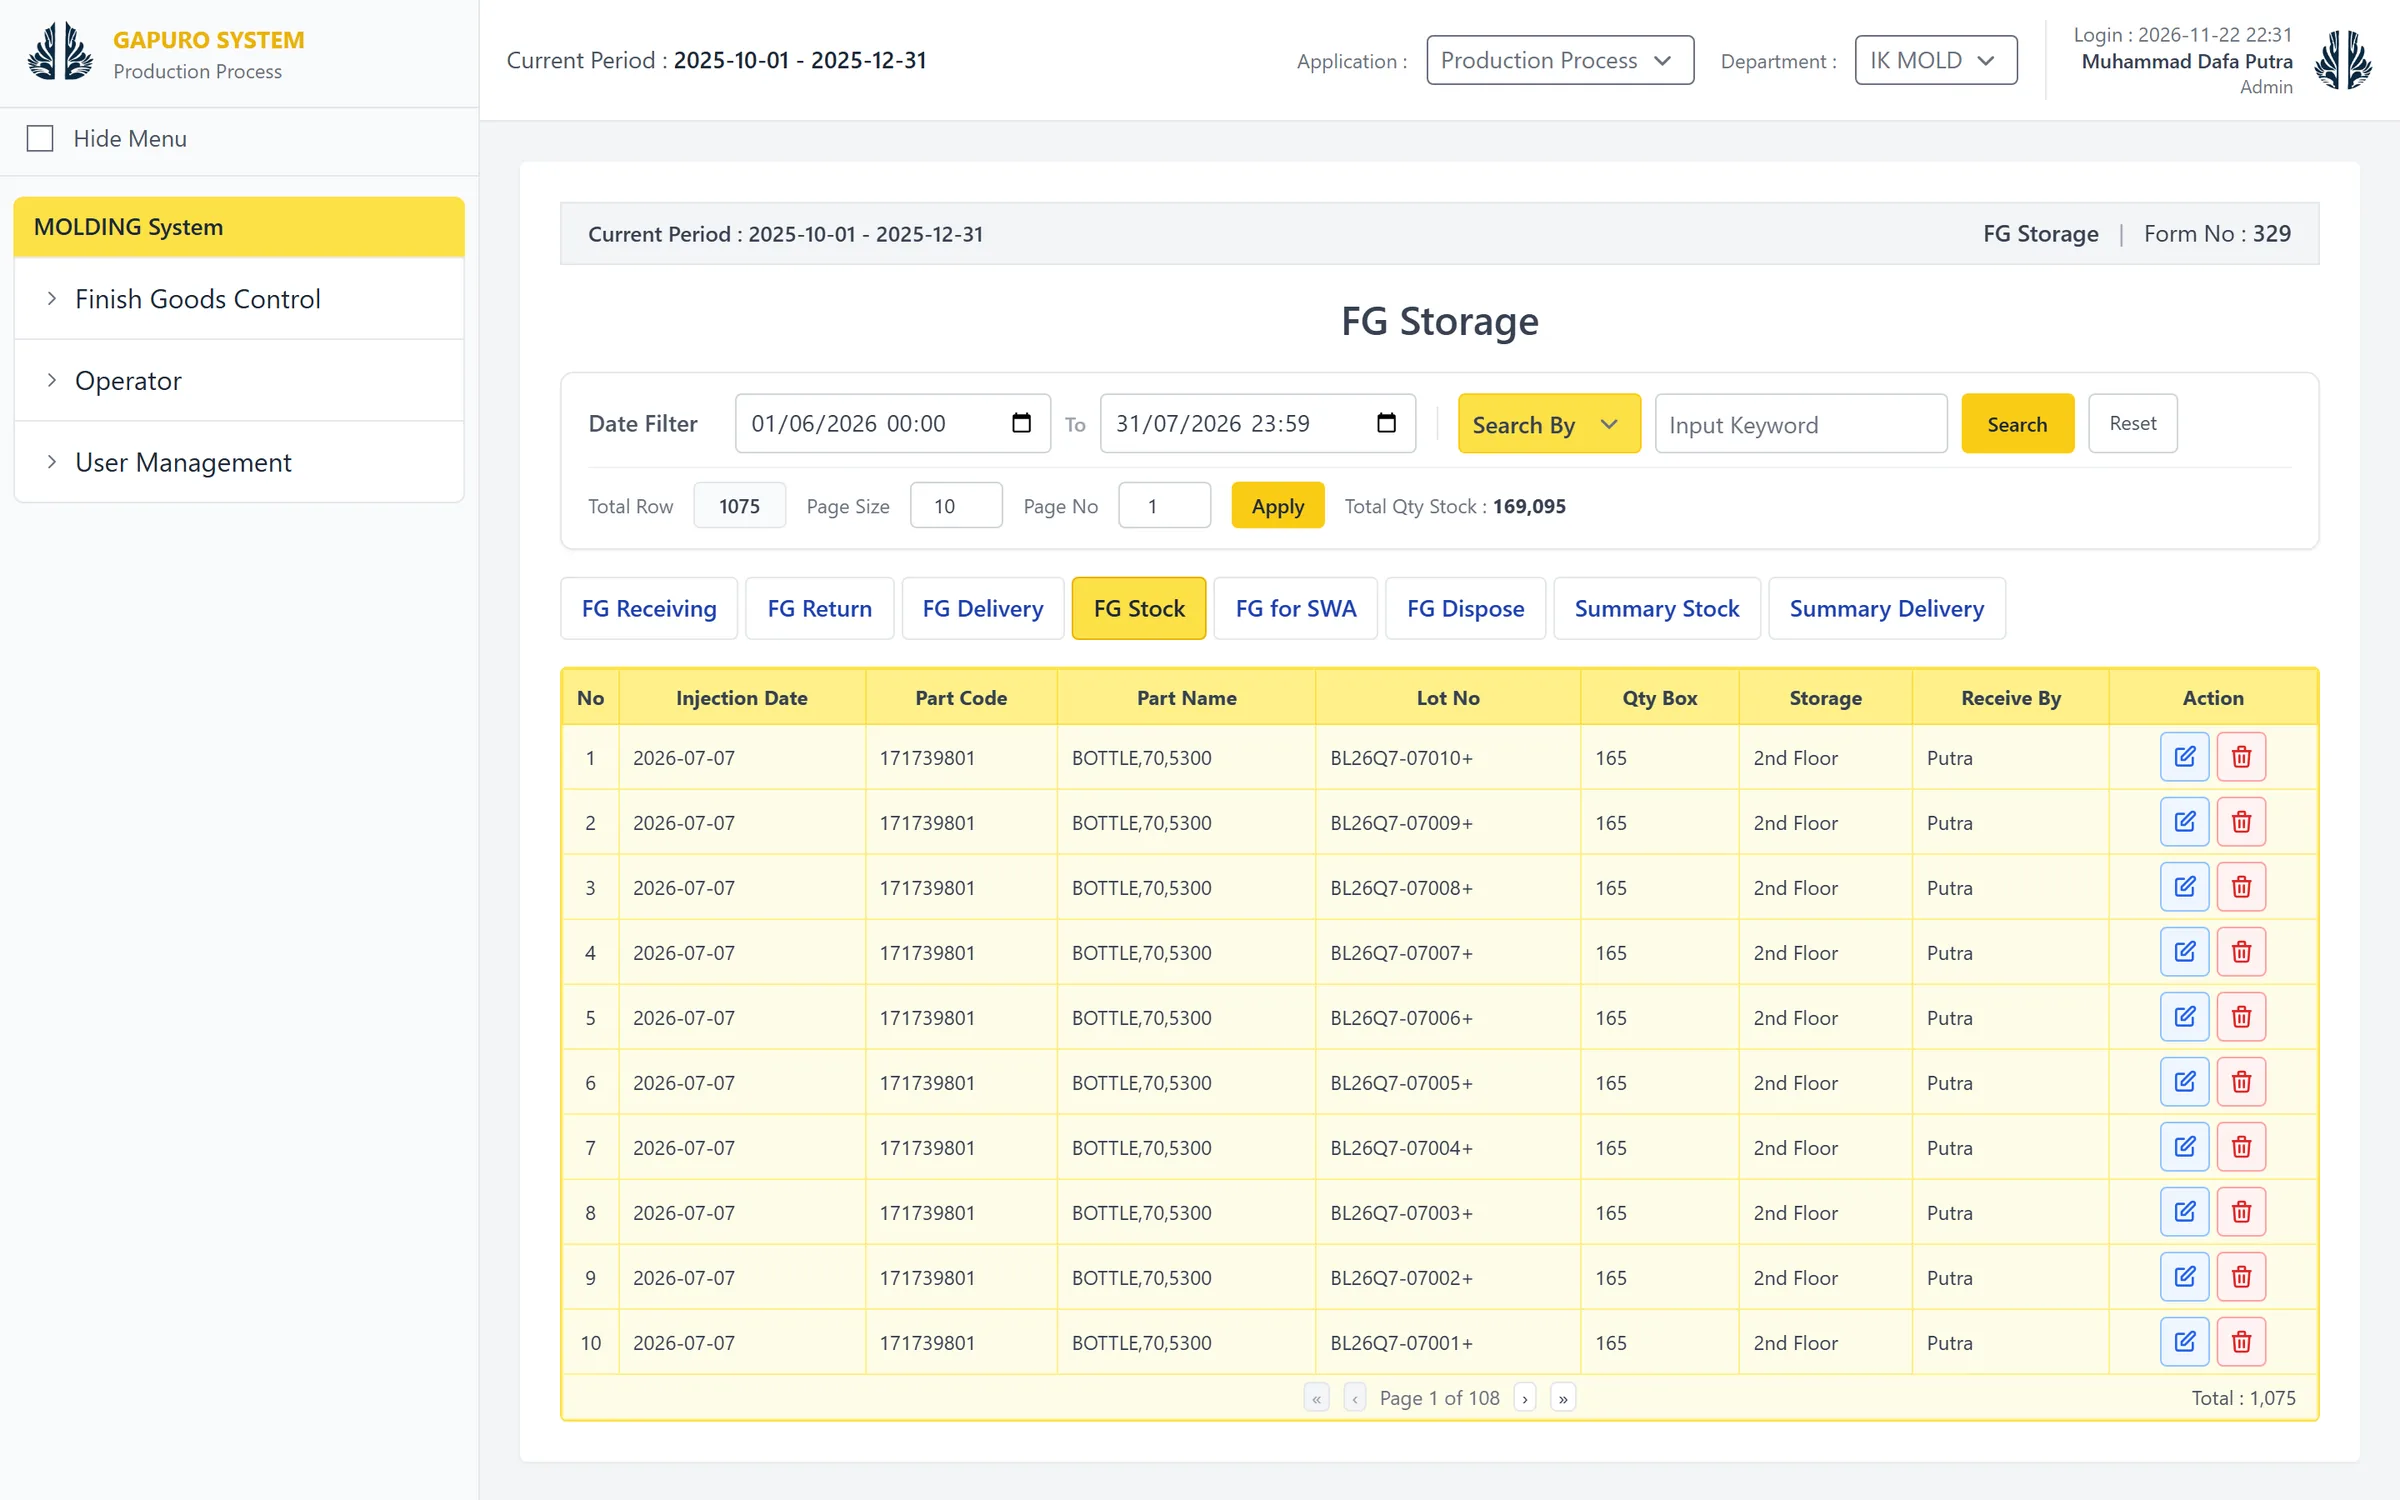 GAPURO SYSTEM
Production Process
Hide Menu
MOLDING System
Finish Goods Control
Operator
User Management
Current Period : 2025-10-01 - 2025-12-31
Application : Production Process
Department : IK MOLD
Login : 2026-11-22 22:31
Muhammad Dafa Putra
Admin
Current Period : 2025-10-01 - 2025-12-31
FG Storage | Form No : 329
FG Storage
Date Filter 01/06/2026 00:00 To 31/07/2026 23:59 Search By Input Keyword Search Reset
Total Row 1075 Page Size 10 Page No 1 Apply Total Qty Stock : 169,095
FG Receiving FG Return FG Delivery FG Stock FG for SWA FG Dispose Summary Stock Summary Delivery
No Injection Date Part Code Part Name Lot No Qty Box Storage Receive By Action
1 2026-07-07 171739801 BOTTLE,70,5300 BL26Q7-07010+ 165 2nd Floor Putra
2 2026-07-07 171739801 BOTTLE,70,5300 BL26Q7-07009+ 165 2nd Floor Putra
3 2026-07-07 171739801 BOTTLE,70,5300 BL26Q7-07008+ 165 2nd Floor Putra
4 2026-07-07 171739801 BOTTLE,70,5300 BL26Q7-07007+ 165 2nd Floor Putra
5 2026-07-07 171739801 BOTTLE,70,5300 BL26Q7-07006+ 165 2nd Floor Putra
6 2026-07-07 171739801 BOTTLE,70,5300 BL26Q7-07005+ 165 2nd Floor Putra
7 2026-07-07 171739801 BOTTLE,70,5300 BL26Q7-07004+ 165 2nd Floor Putra
8 2026-07-07 171739801 BOTTLE,70,5300 BL26Q7-07003+ 165 2nd Floor Putra
9 2026-07-07 171739801 BOTTLE,70,5300 BL26Q7-07002+ 165 2nd Floor Putra
10 2026-07-07 171739801 BOTTLE,70,5300 BL26Q7-07001+ 165 2nd Floor Putra
« ‹ Page 1 of 108 › » Total : 1,075